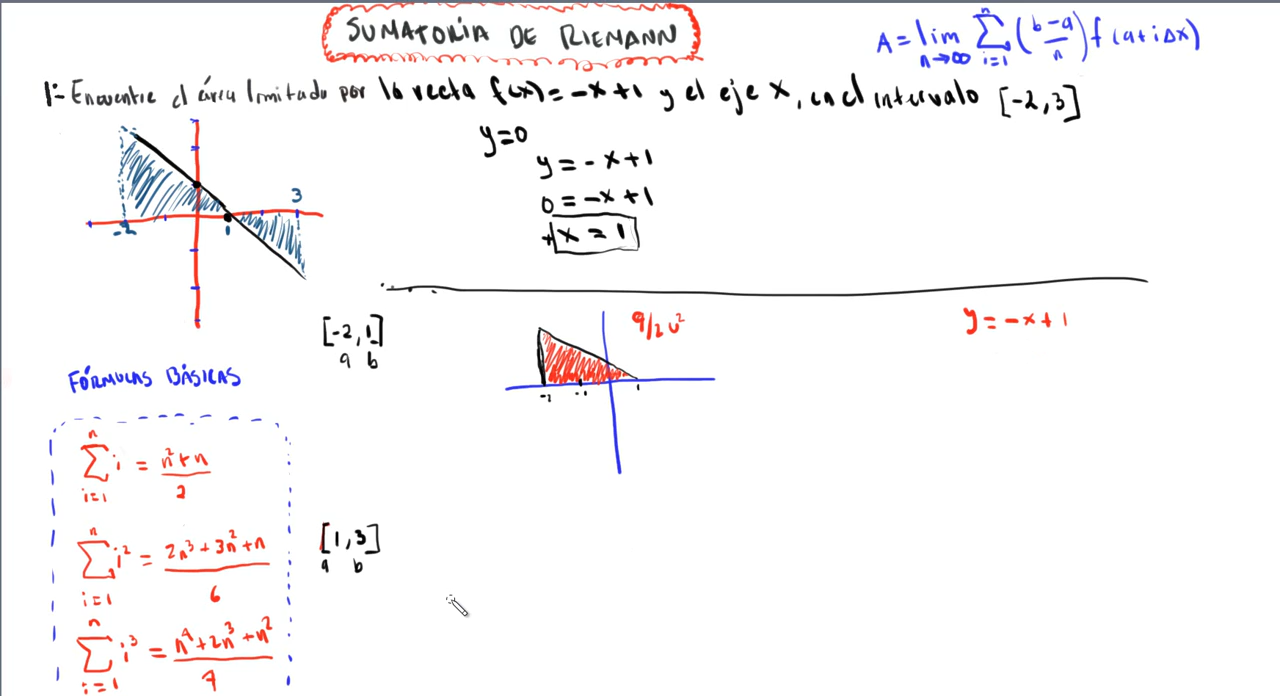 SUMATORIA DE RIEMANN
A = lim n→∞ n Σ i=1 (b-a/n) f(a+iΔx)
1:- Encuentre el área limitada por la recta f(x)=-x+1 y el eje X, en el intervalo [-2,3]
y=0
y = -x+1
0 = -x+1
+x = 1
3
-2
1
[-2,1]
a b
9/2 u²
y = -x+1
-2 -1 1
FÓRMULAS BÁSICAS
n Σ i=1 i = n²+n / 2
n Σ i=1 i² = 2n³+3n²+n / 6
[1,3]
a b
n Σ i=1 i³ = n⁴+2n³+n² / 4